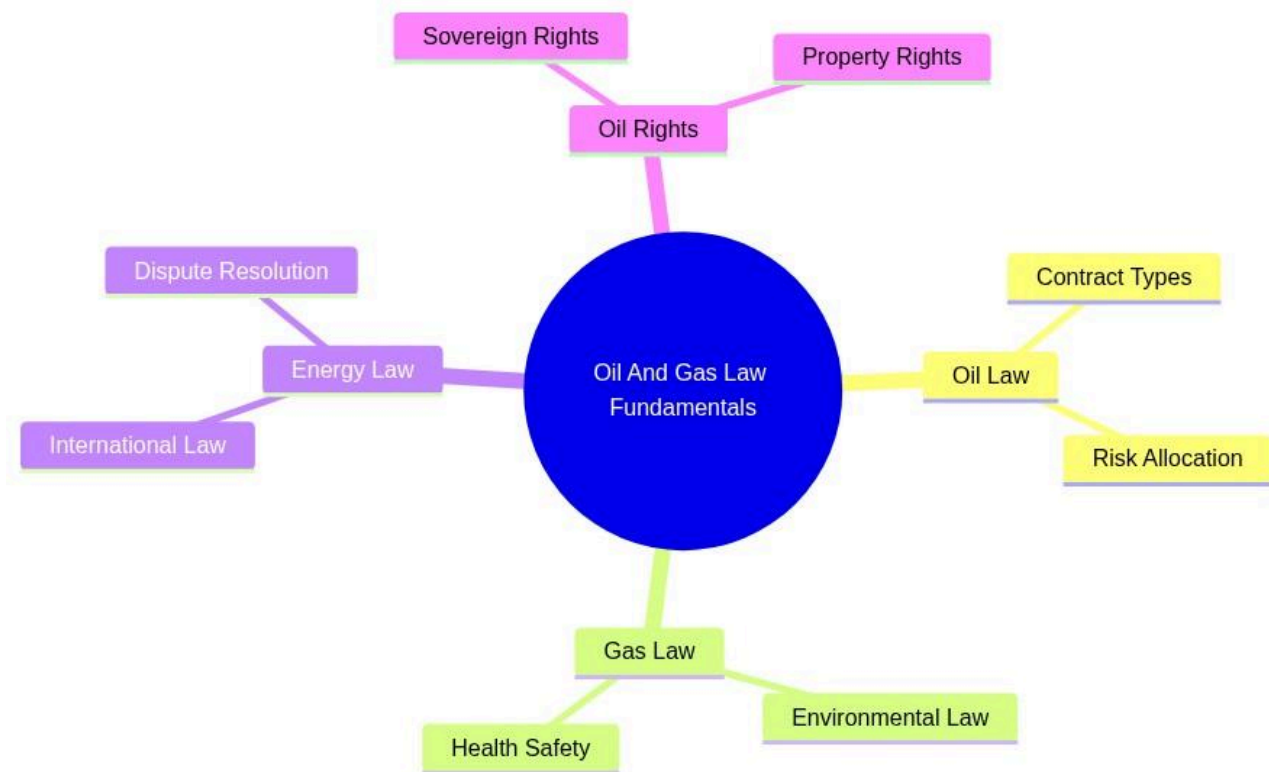 Sovereign Rights
Property Rights
Oil Rights
Dispute Resolution
Contract Types
Energy Law
Oil And Gas Law
Fundamentals
Oil Law
International Law
Risk Allocation
Gas Law
Environmental Law
Health Safety